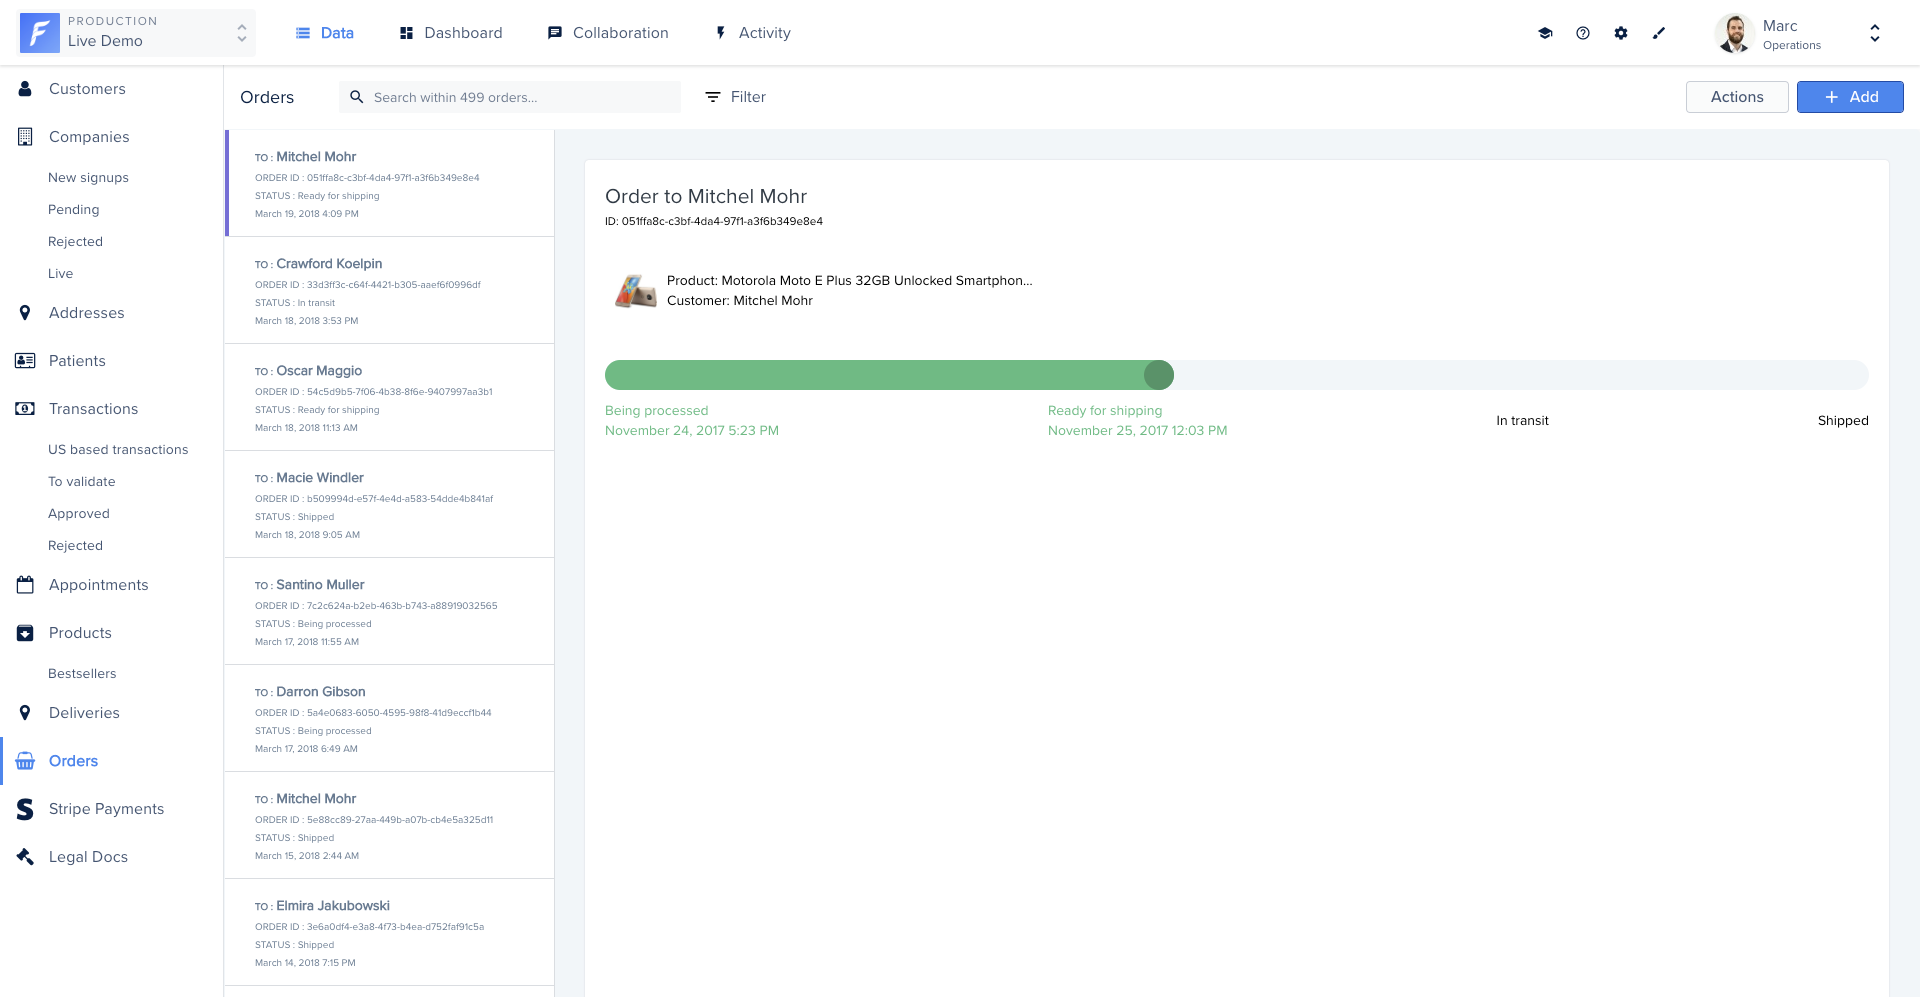 PRODUCTION
Live Demo
Data
Dashboard
Collaboration
Activity
Marc
Operations
Customers
Companies
New signups
Pending
Rejected
Live
Addresses
Patients
Transactions
US based transactions
To validate
Approved
Rejected
Appointments
Products
Bestsellers
Deliveries
Orders
Stripe Payments
Legal Docs
Orders
Search within 499 orders...
Filter
Actions
Add
TO : Mitchel Mohr
ORDER ID : 051ffa8c-c3bf-4da4-97f1-a3f6b349e8e4
STATUS : Ready for shipping
March 19, 2018 4:09 PM
TO : Crawford Koelpin
ORDER ID : 33d3ff3c-c64f-4421-b305-aaef6f0996df
STATUS : In transit
March 18, 2018 3:53 PM
TO : Oscar Maggio
ORDER ID : 54c5d9b5-7f06-4b38-8f6e-9407997aa3b1
STATUS : Ready for shipping
March 18, 2018 11:13 AM
TO : Macie Windler
ORDER ID : b509994d-e57f-4e4d-a583-54dde4b841af
STATUS : Shipped
March 18, 2018 9:05 AM
TO : Santino Muller
ORDER ID : 7c2c624a-b2eb-463b-b743-a88919032565
STATUS : Being processed
March 17, 2018 11:55 AM
TO : Darron Gibson
ORDER ID : 5a4e0683-6050-4595-98f8-41d9eccf1b44
STATUS : Being processed
March 17, 2018 6:49 AM
TO : Mitchel Mohr
ORDER ID : 5e88cc89-27aa-449b-a07b-cb4e5a325d11
STATUS : Shipped
March 15, 2018 2:44 AM
TO : Elmira Jakubowski
ORDER ID : 3e6a0df4-e3a8-4f73-b4ea-d752faf91c5a
STATUS : Shipped
March 14, 2018 7:15 PM
Order to Mitchel Mohr
ID: 051ffa8c-c3bf-4da4-97f1-a3f6b349e8e4
Product: Motorola Moto E Plus 32GB Unlocked Smartphon...
Customer: Mitchel Mohr
Being processed
November 24, 2017 5:23 PM
Ready for shipping
November 25, 2017 12:03 PM
In transit
Shipped